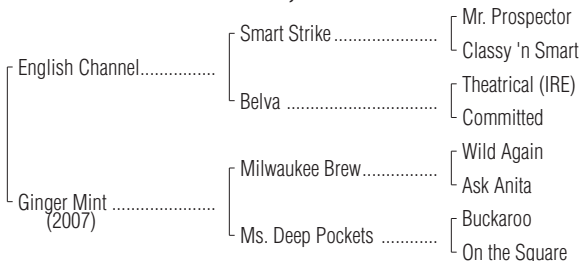 Mr. Prospector
Smart Strike ....................
Classy 'n Smart
English Channel...............
Theatrical (IRE)
Belva .............................
Committed
Wild Again
Milwaukee Brew..............
Ask Anita
Ginger Mint ....................
(2007)
Buckaroo
Ms. Deep Pockets ...........
On the Square